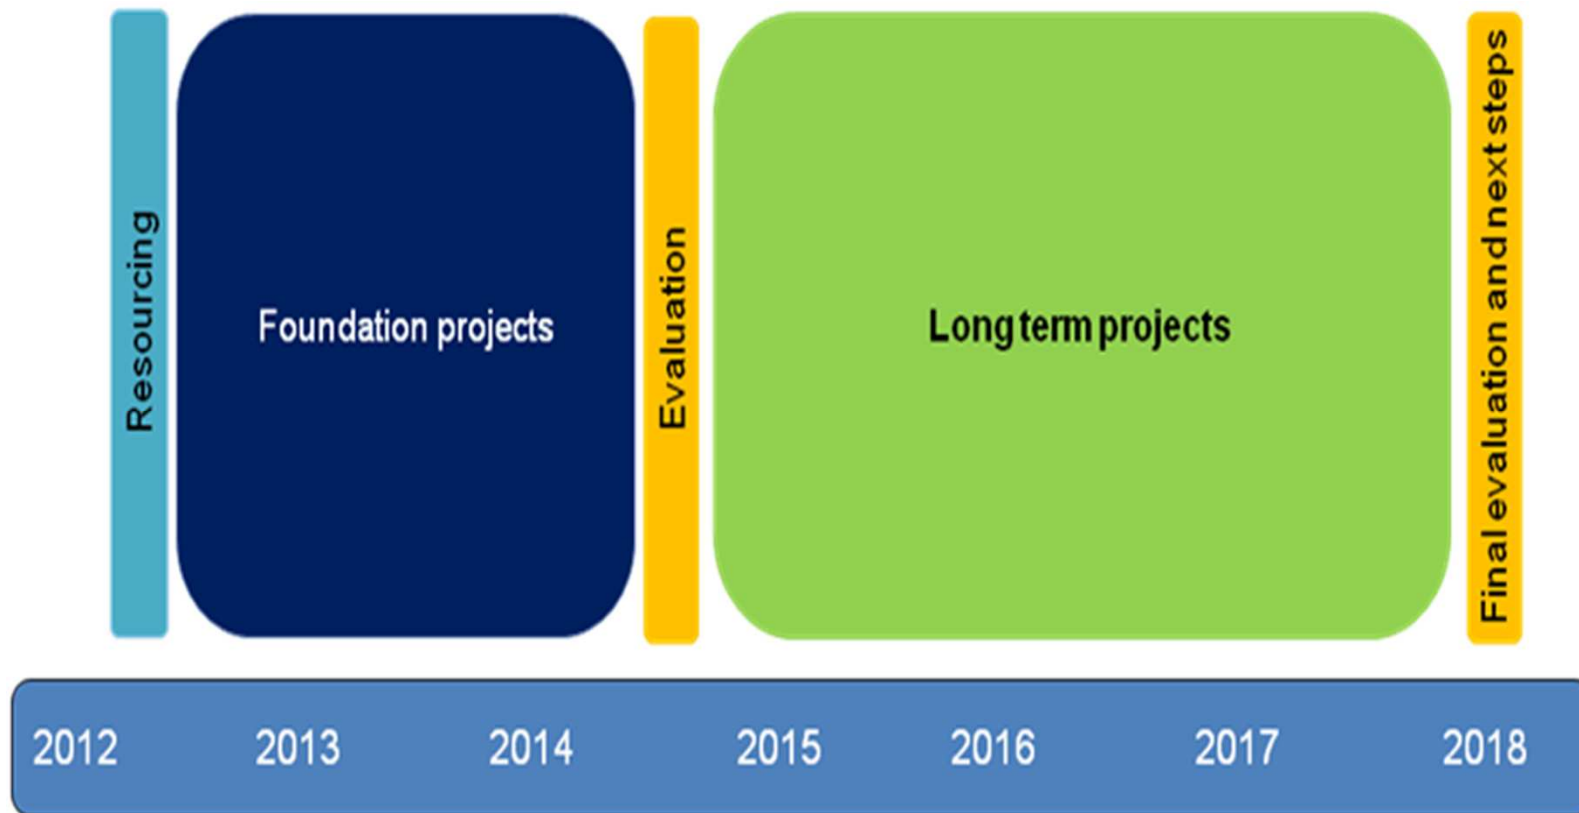 Resourcing
Foundation projects
Evaluation
Long term projects
Final evaluation and next steps
2012 2013 2014 2015 2016 2017 2018